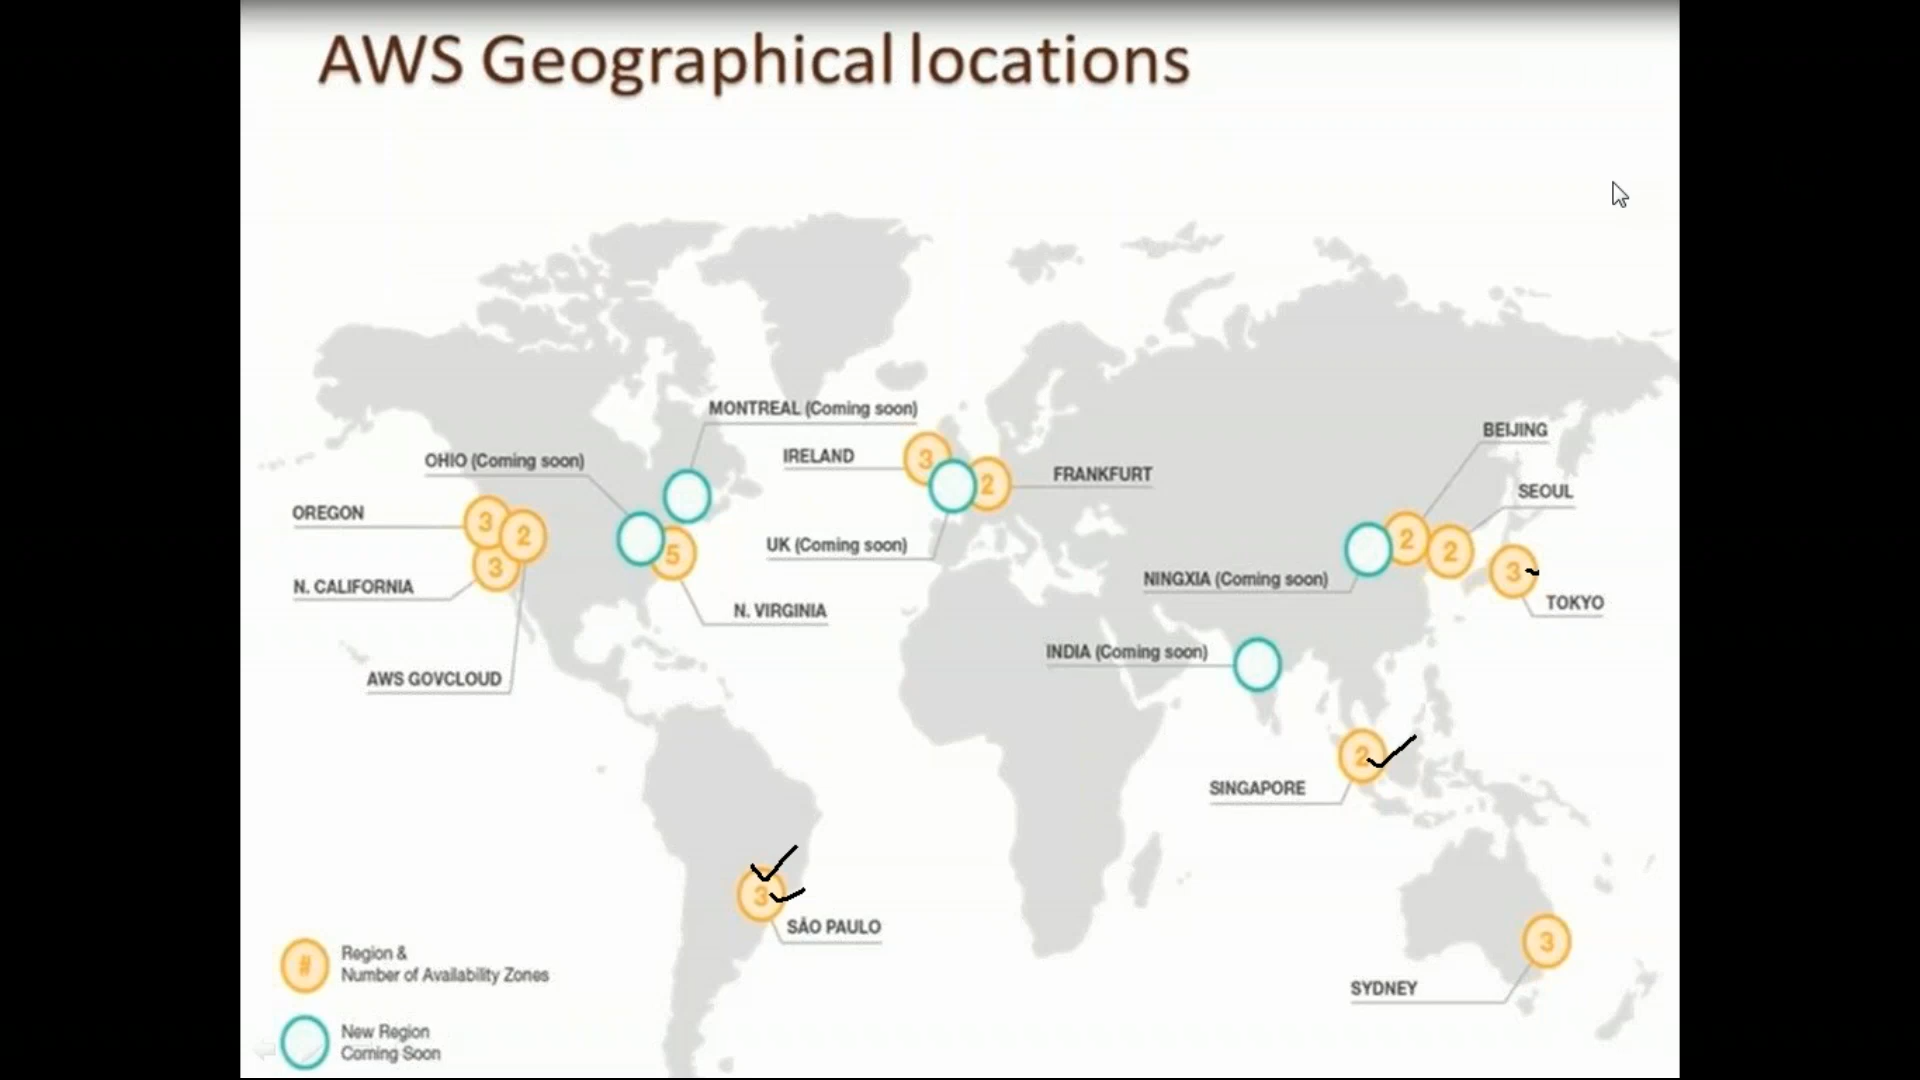 AWS Geographical locations
MONTREAL (Coming soon)
OHIO (Coming soon)
IRELAND
3
2
FRANKFURT
BEIJING
SEOUL
OREGON
3
2
3
N. CALIFORNIA
5
UK (Coming soon)
N. VIRGINIA
AWS GOVCLOUD
2
2
3
NINGXIA (Coming soon)
TOKYO
INDIA (Coming soon)
2
SINGAPORE
3
SÃO PAULO
3
SYDNEY
#
Region &
Number of Availability Zones
New Region
Coming Soon